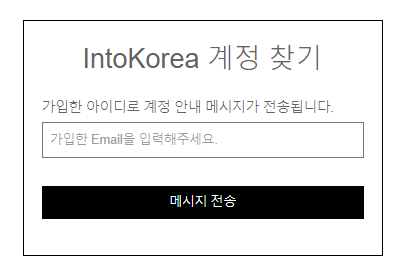 IntoKorea 계정 찾기
가입한 아이디로 계정 안내 메시지가 전송됩니다.
가입한 Email을 입력해주세요.
메시지 전송